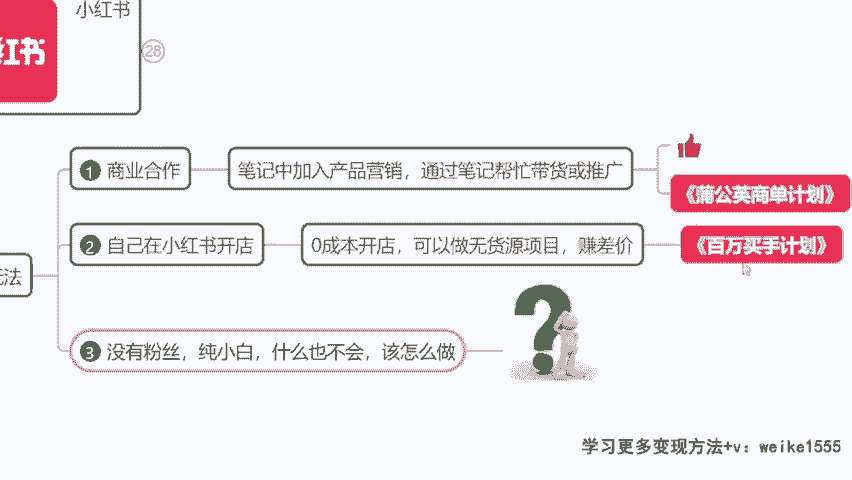 小红书
红书
28
1 商业合作
笔记中加入产品营销，通过笔记帮忙带货或推广
《蒲公英商单计划》
2 自己在小红书开店
0成本开店，可以做无货源项目，赚差价
《百万买手计划》
法
3 没有粉丝，纯小白，什么也不会，该怎么做
?
学习更多变现方法+v：weike1555